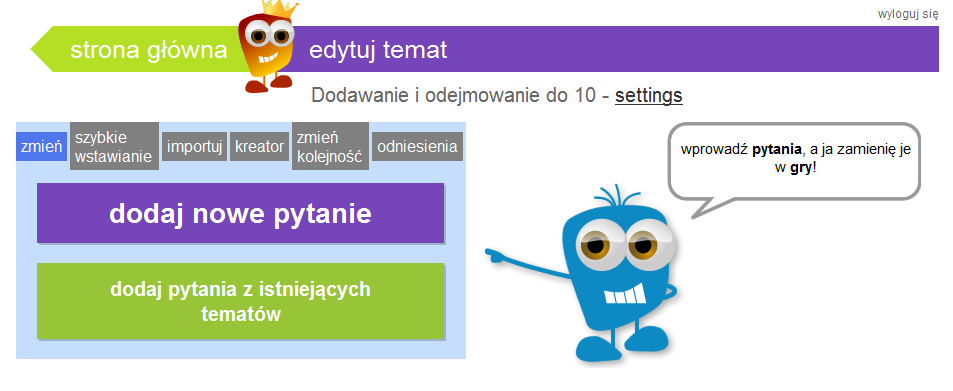 wyloguj się
strona główna
edytuj temat
Dodawanie i odejmowanie do 10 - settings
zmień
szybkie
wstawianie
importuj
kreator
zmień
kolejność
odniesienia
dodaj nowe pytanie
dodaj pytania z istniejących
tematów
wprowadź pytania, a ja zamienię je
w gry!